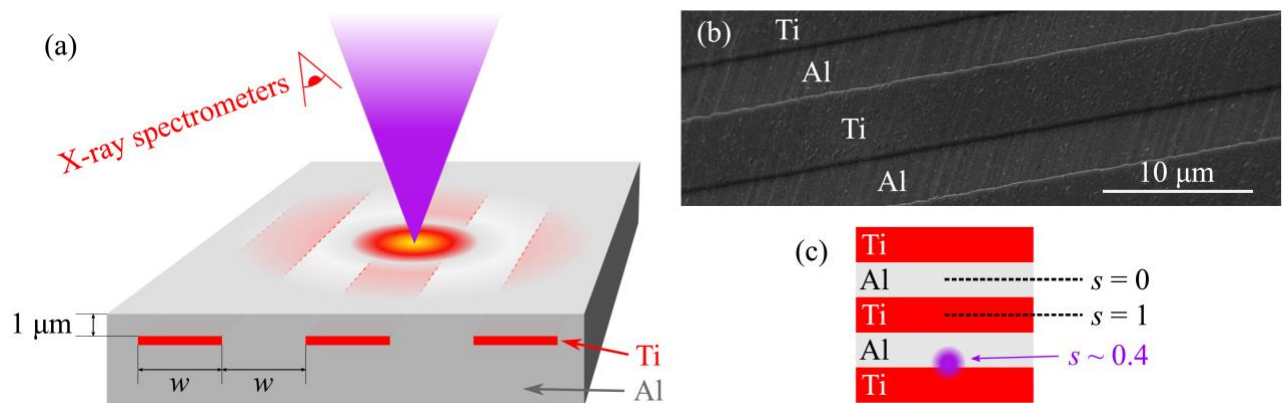 (a)
X-ray spectrometers
1 μm
w
w
Ti
Al
(b)
Ti
Al
Ti
Al
10 μm
(c)
Ti
Al
s = 0
Ti
s = 1
Al
s ~ 0.4
Ti